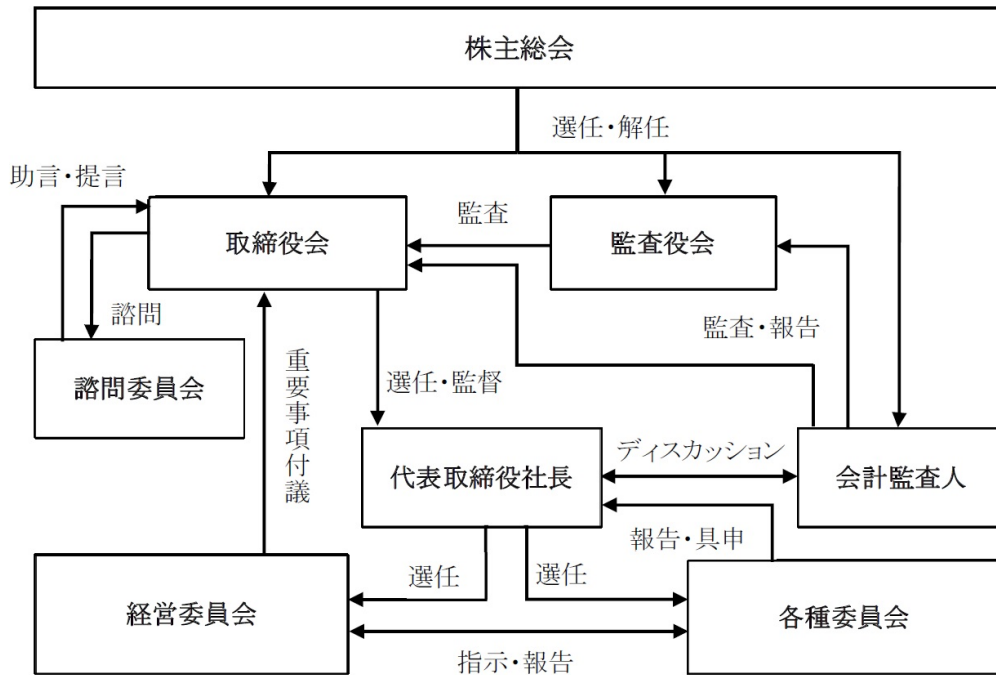 株主総会
選任・解任
助言・提言
取締役会
監査
監査役会
諮問
監査・報告
諮問委員会
重要事項付議
選任・監督
代表取締役社長
ディスカッション
会計監査人
報告・具申
選任
選任
経営委員会
各種委員会
指示・報告